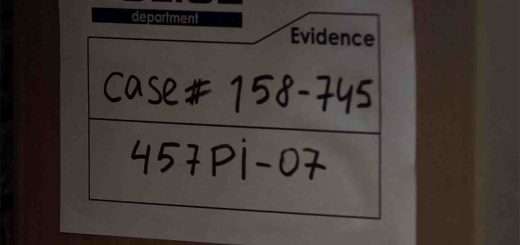 department
Evidence
Case# 158-745
457Pi-07